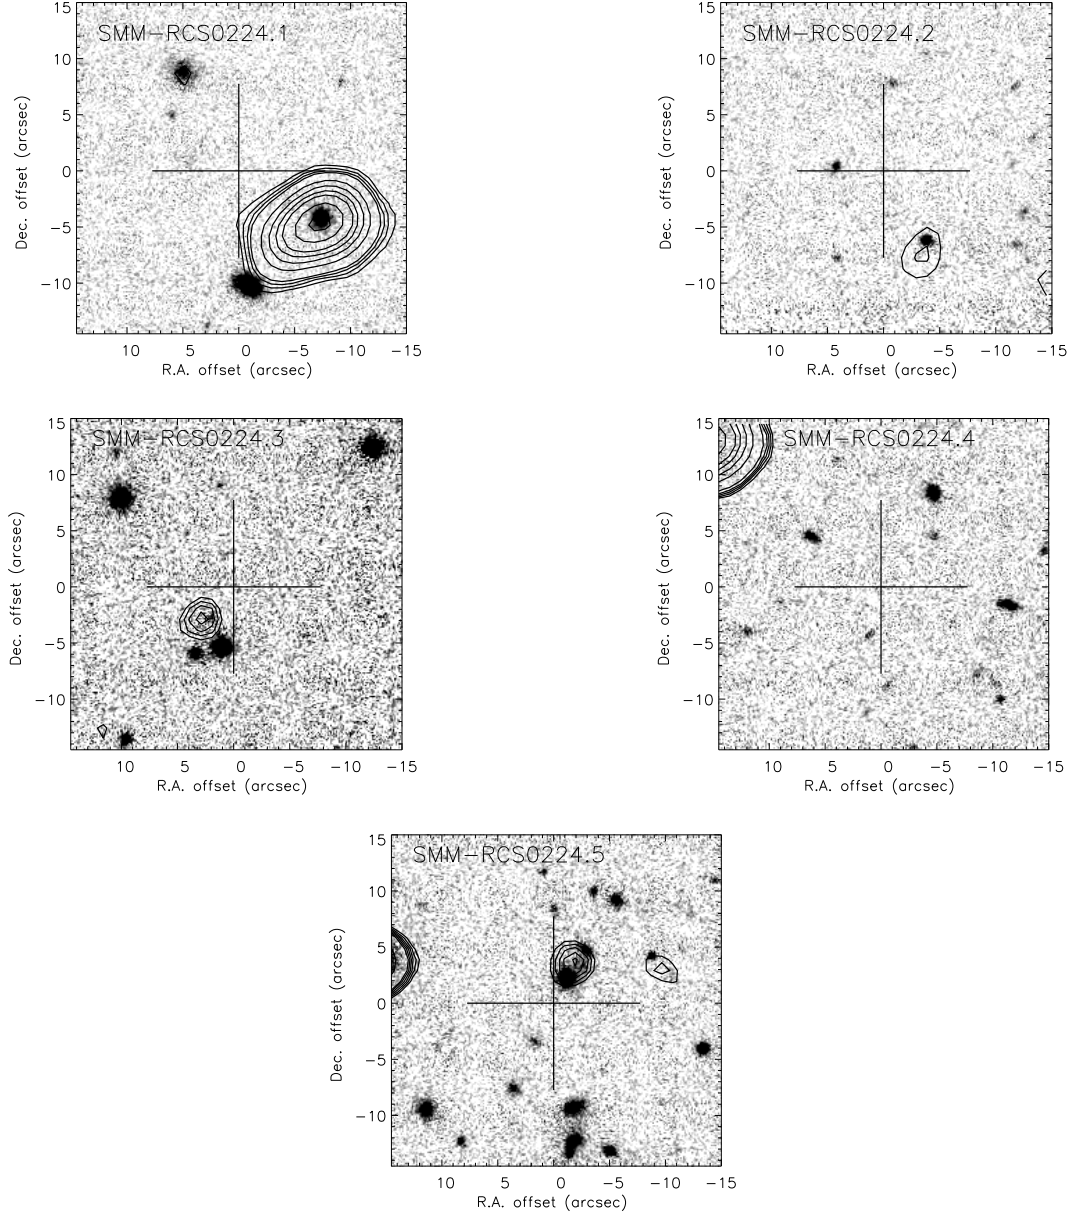 SMM-RCS0224.1
15
10
5
0
-5
-10
Dec. offset (arcsec)
10 5 0 -5 -10 -15
R.A. offset (arcsec)
SMM-RCS0224.2
15
10
5
0
-5
-10
Dec. offset (arcsec)
10 5 0 -5 -10 -15
R.A. offset (arcsec)
SMM-RCS0224.3
15
10
5
0
-5
-10
Dec. offset (arcsec)
10 5 0 -5 -10 -15
R.A. offset (arcsec)
SMM-RCS0224.4
15
10
5
0
-5
-10
Dec. offset (arcsec)
10 5 0 -5 -10 -15
R.A. offset (arcsec)
SMM-RCS0224.5
15
10
5
0
-5
-10
Dec. offset (arcsec)
10 5 0 -5 -10 -15
R.A. offset (arcsec)